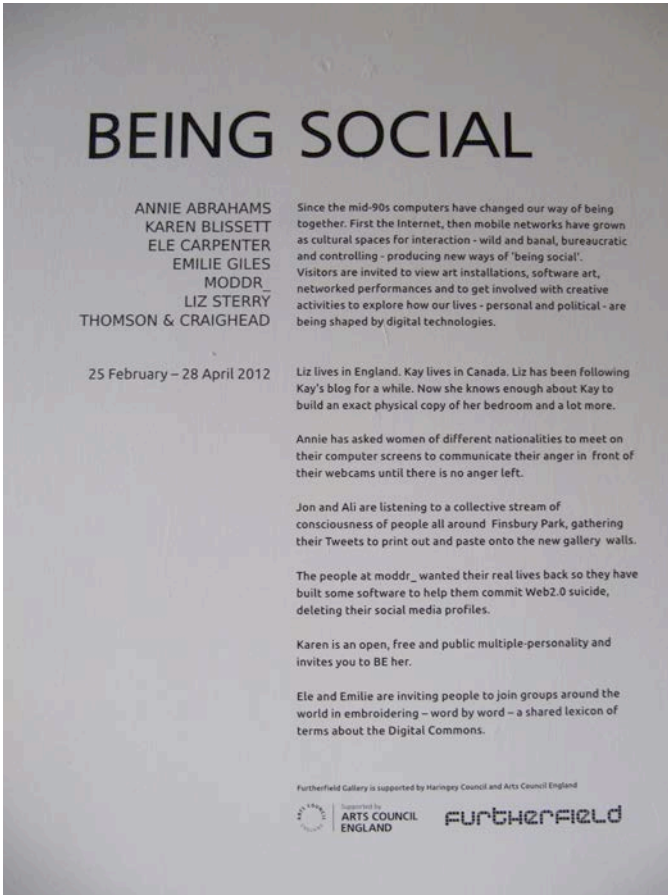 BEING SOCIAL
ANNIE ABRAHAMS
KAREN BLISSETT
ELE CARPENTER
EMILIE GILES
MODDR_
LIZ STERRY
THOMSON & CRAIGHEAD
25 February – 28 April 2012
Since the mid-90s computers have changed our way of being
together. First the Internet, then mobile networks have grown
as cultural spaces for interaction - wild and banal, bureaucratic
and controlling - producing new ways of 'being social'.
Visitors are invited to view art installations, software art,
networked performances and to get involved with creative
activities to explore how our lives - personal and political - are
being shaped by digital technologies.
Liz lives in England. Kay lives in Canada. Liz has been following
Kay's blog for a while. Now she knows enough about Kay to
build an exact physical copy of her bedroom and a lot more.
Annie has asked women of different nationalities to meet on
their computer screens to communicate their anger in front of
their webcams until there is no anger left.
Jon and Ali are listening to a collective stream of
consciousness of people all around Finsbury Park, gathering
their Tweets to print out and paste onto the new gallery walls.
The people at moddr_ wanted their real lives back so they have
built some software to help them commit Web2.0 suicide,
deleting their social media profiles.
Karen is an open, free and public multiple-personality and
invites you to BE her.
Ele and Emilie are inviting people to join groups around the
world in embroidering – word by word – a shared lexicon of
terms about the Digital Commons.
Furtherfield Gallery is supported by Haringey Council and Arts Council England
Supported by
ARTS COUNCIL
ENGLAND
FURTHERFIELD